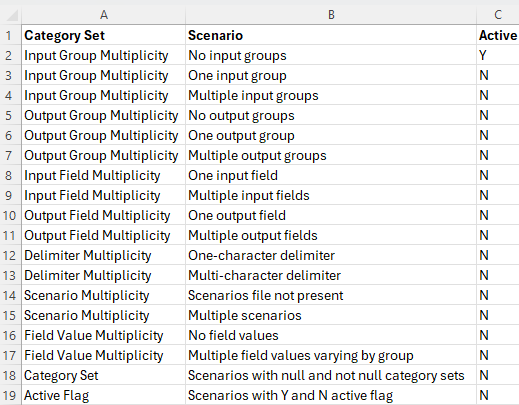 A B C
1 Category Set Scenario Active
2 Input Group Multiplicity No input groups Y
3 Input Group Multiplicity One input group N
4 Input Group Multiplicity Multiple input groups N
5 Output Group Multiplicity No output groups N
6 Output Group Multiplicity One output group N
7 Output Group Multiplicity Multiple output groups N
8 Input Field Multiplicity One input field N
9 Input Field Multiplicity Multiple input fields N
10 Output Field Multiplicity One output field N
11 Output Field Multiplicity Multiple output fields N
12 Delimiter Multiplicity One-character delimiter N
13 Delimiter Multiplicity Multi-character delimiter N
14 Scenario Multiplicity Scenarios file not present N
15 Scenario Multiplicity Multiple scenarios N
16 Field Value Multiplicity No field values N
17 Field Value Multiplicity Multiple field values varying by group N
18 Category Set Scenarios with null and not null category sets N
19 Active Flag Scenarios with Y and N active flag N